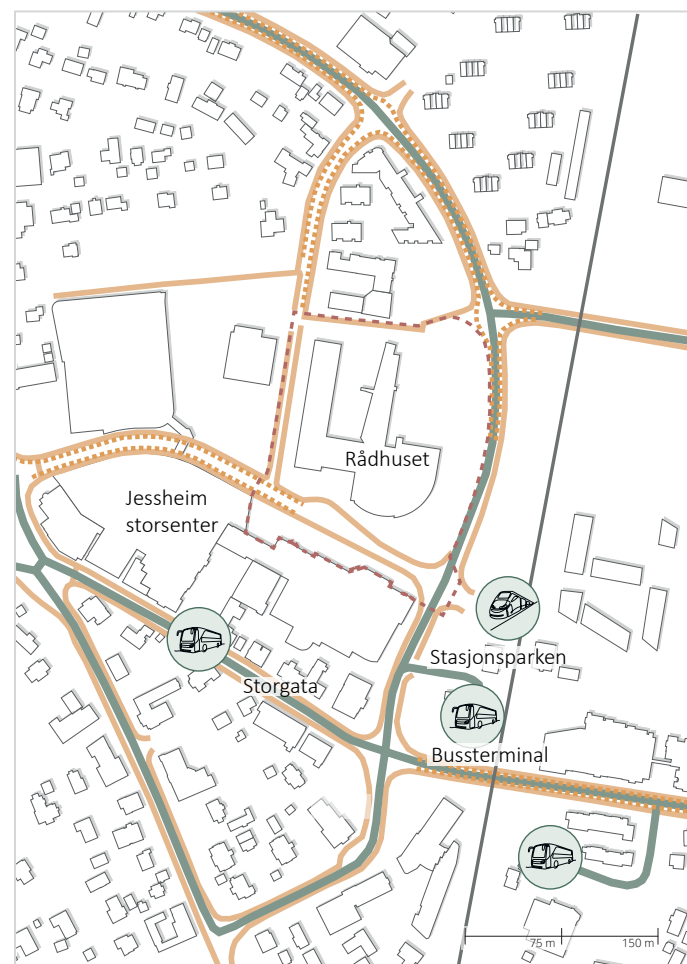 Rådhuset
Jessheim
storsenter
Stasjonsparken
Storgata
Bussterminal
75 m
150 m